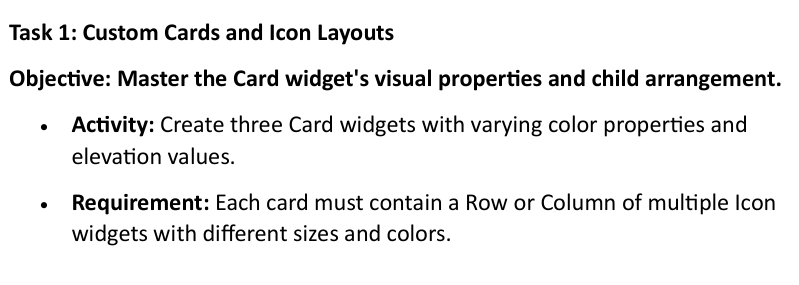 Task 1: Custom Cards and Icon Layouts
Objective: Master the Card widget's visual properties and child arrangement.
• Activity: Create three Card widgets with varying color properties and
elevation values.
• Requirement: Each card must contain a Row or Column of multiple Icon
widgets with different sizes and colors.